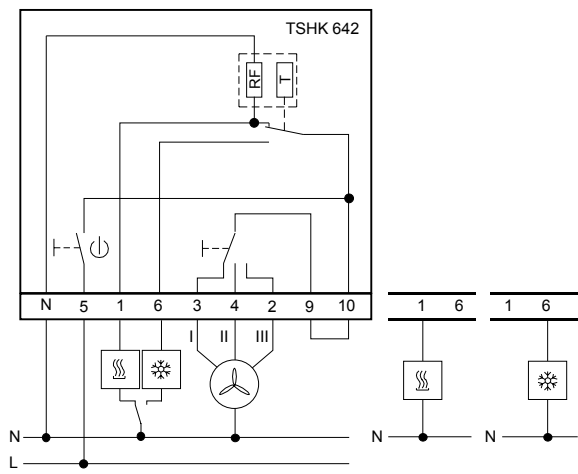 TSHK 642
RF T
N 5 1 6 3 4 2 9 10 1 6 1 6
I II III
N N N
L